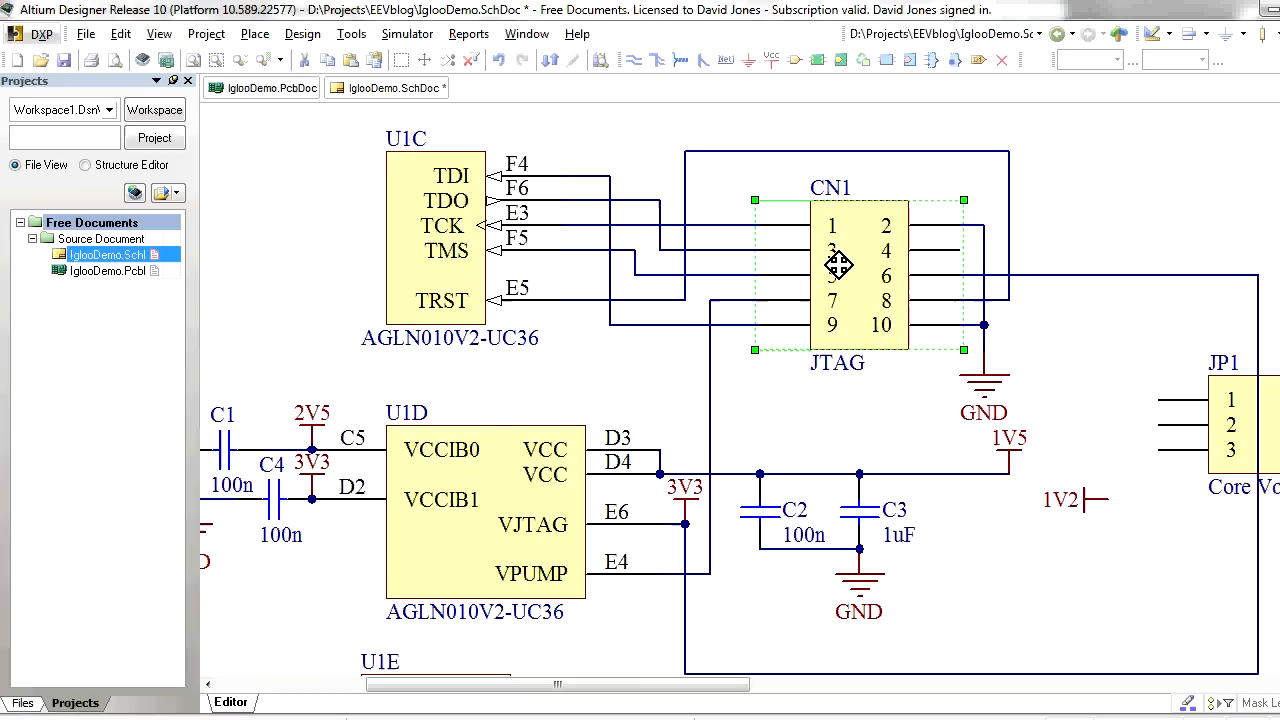 Altium Designer Release 10 (Platform 10.589.22577) - D:\Projects\EEVblog\IglooDemo.SchDoc * - Free Documents. Licensed to David Jones - Subscription valid. David Jones signed in.
DXP File Edit View Project Place Design Tools Simulator Reports Window Help D:\Projects\EEVblog\IglooDemo.Sc
Projects
IglooDemo.PcbDoc IglooDemo.SchDoc *
Workspace1.Dsn Workspace
Project
File View Structure Editor
Free Documents
Source Document
IglooDemo.Scl
IglooDemo.Pcbl
U1C
TDI F4
TDO F6
TCK E3
TMS F5
TRST E5
AGLN010V2-UC36
CN1
1 2
3 4
5 6
7 8
9 10
JTAG
GND
JP1
1
2
3
Core Vo
1V2
C1
100n
2V5
C5
C4
100n
3V3
D2
D
U1D
VCCIB0 VCC D3
VCC D4
VCCIB1
VJTAG E6
VPUMP E4
AGLN010V2-UC36
3V3
1V5
C2
100n
C3
1uF
GND
U1E
Files Projects
Editor
Mask L